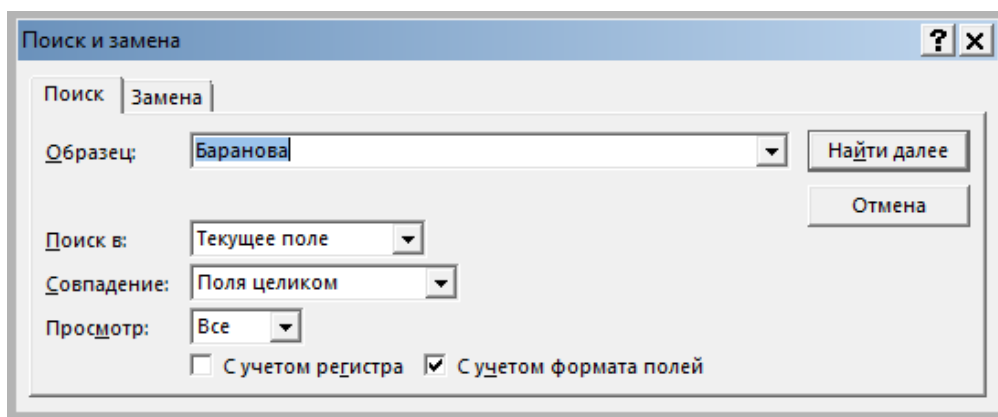 Поиск и замена
Поиск Замена
Образец: Баранова Найти далее
Отмена
Поиск в: Текущее поле
Совпадение: Поля целиком
Просмотр: Все
С учетом регистра С учетом формата полей